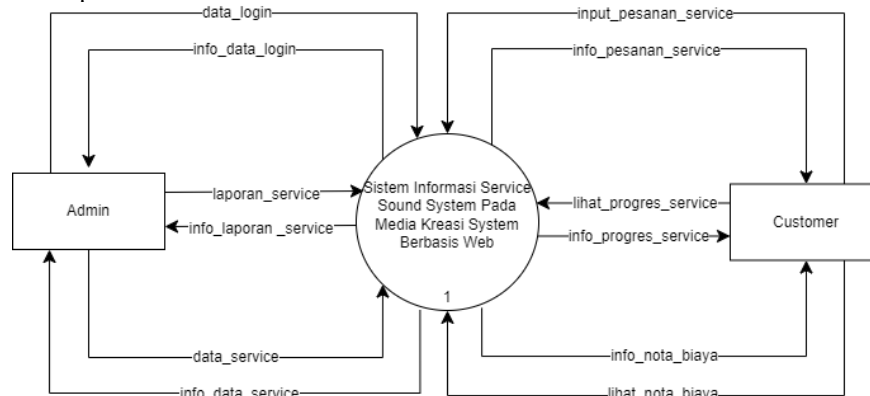 data_login
input_pesanan_service
info_data_login
info_pesanan_service
Admin
laporan_service
info_laporan _service
Sistem Informasi Service
Sound System Pada
Media Kreasi System
Berbasis Web
1
lihat_progres_service
info_progres_service
Customer
data_service
info_nota_biaya
info_data_service
lihat_nota_biaya